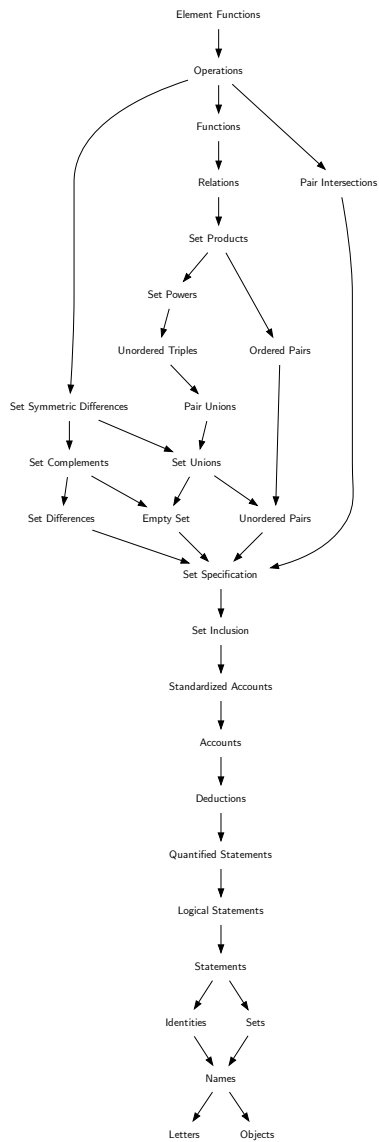 Element Functions
Operations
Functions
Relations
Pair Intersections
Set Products
Set Powers
Unordered Triples
Ordered Pairs
Set Symmetric Differences
Pair Unions
Set Complements
Set Unions
Set Differences
Empty Set
Unordered Pairs
Set Specification
Set Inclusion
Standardized Accounts
Accounts
Deductions
Quantified Statements
Logical Statements
Statements
Identities
Sets
Names
Letters
Objects